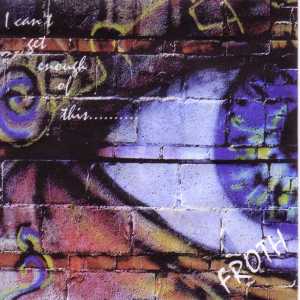 I can't
get
enough
of
this..........
FROTH